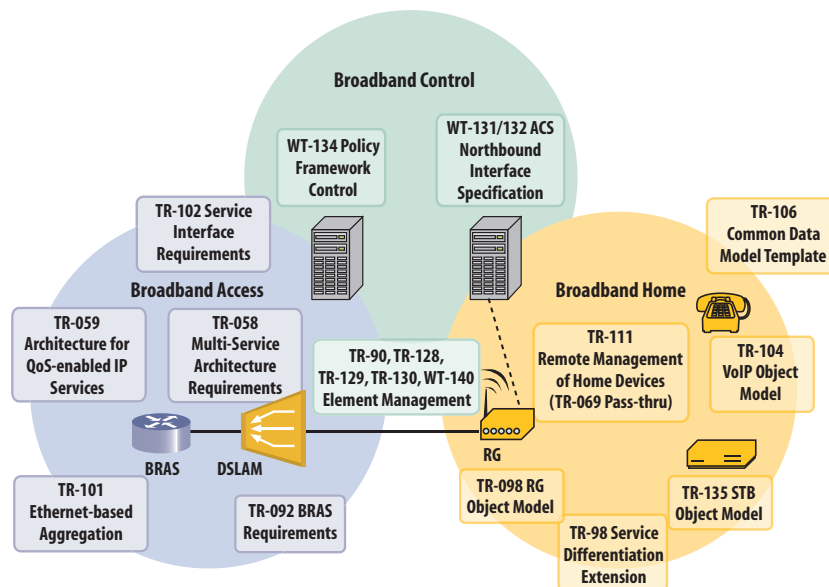 Broadband Control
WT-134 Policy
Framework
Control
WT-131/132 ACS
Northbound
Interface
Specification
TR-102 Service
Interface
Requirements
TR-106
Common Data
Model Template
Broadband Access
Broadband Home
TR-059
Architecture for
QoS-enabled IP
Services
TR-058
Multi-Service
Architecture
Requirements
TR-90, TR-128,
TR-129, TR-130, WT-140
Element Management
TR-111
Remote Management
of Home Devices
(TR-069 Pass-thru)
TR-104
VoIP Object
Model
BRAS
DSLAM
RG
TR-101
Ethernet-based
Aggregation
TR-092 BRAS
Requirements
TR-098 RG
Object Model
TR-135 STB
Object Model
TR-98 Service
Differentiation
Extension